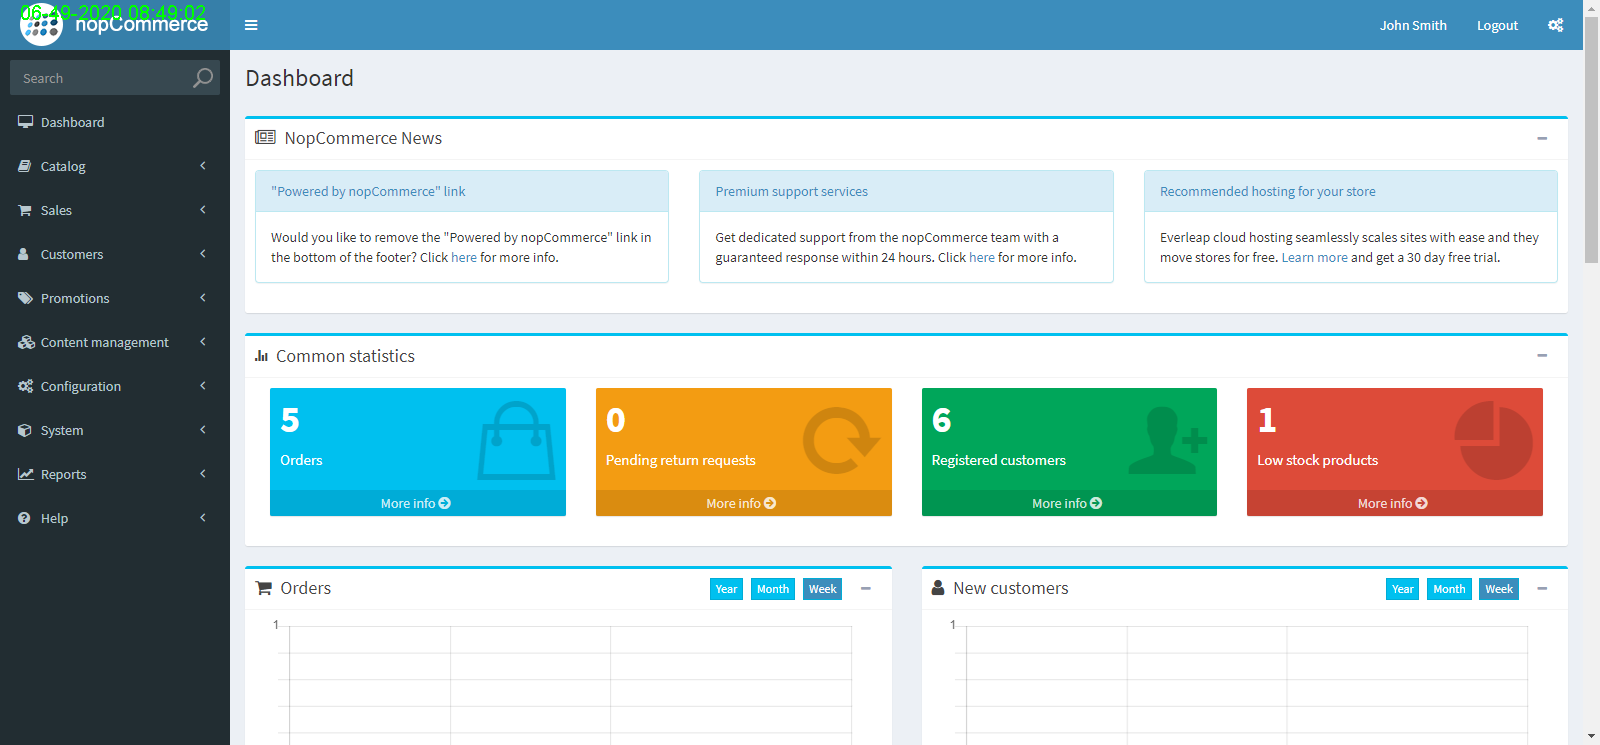 06-49-2020 08:49:02
nopCommerce
John Smith
Logout
Search
Dashboard
Catalog
Sales
Customers
Promotions
Content management
Configuration
System
Reports
Help
Dashboard
NopCommerce News
"Powered by nopCommerce" link
Would you like to remove the "Powered by nopCommerce" link in
the bottom of the footer? Click here for more info.
Premium support services
Get dedicated support from the nopCommerce team with a
guaranteed response within 24 hours. Click here for more info.
Recommended hosting for your store
Everleap cloud hosting seamlessly scales sites with ease and they
move stores for free. Learn more and get a 30 day free trial.
Common statistics
5
Orders
More info
0
Pending return requests
More info
6
Registered customers
More info
1
Low stock products
More info
Orders
Year Month Week
1
New customers
Year Month Week
1